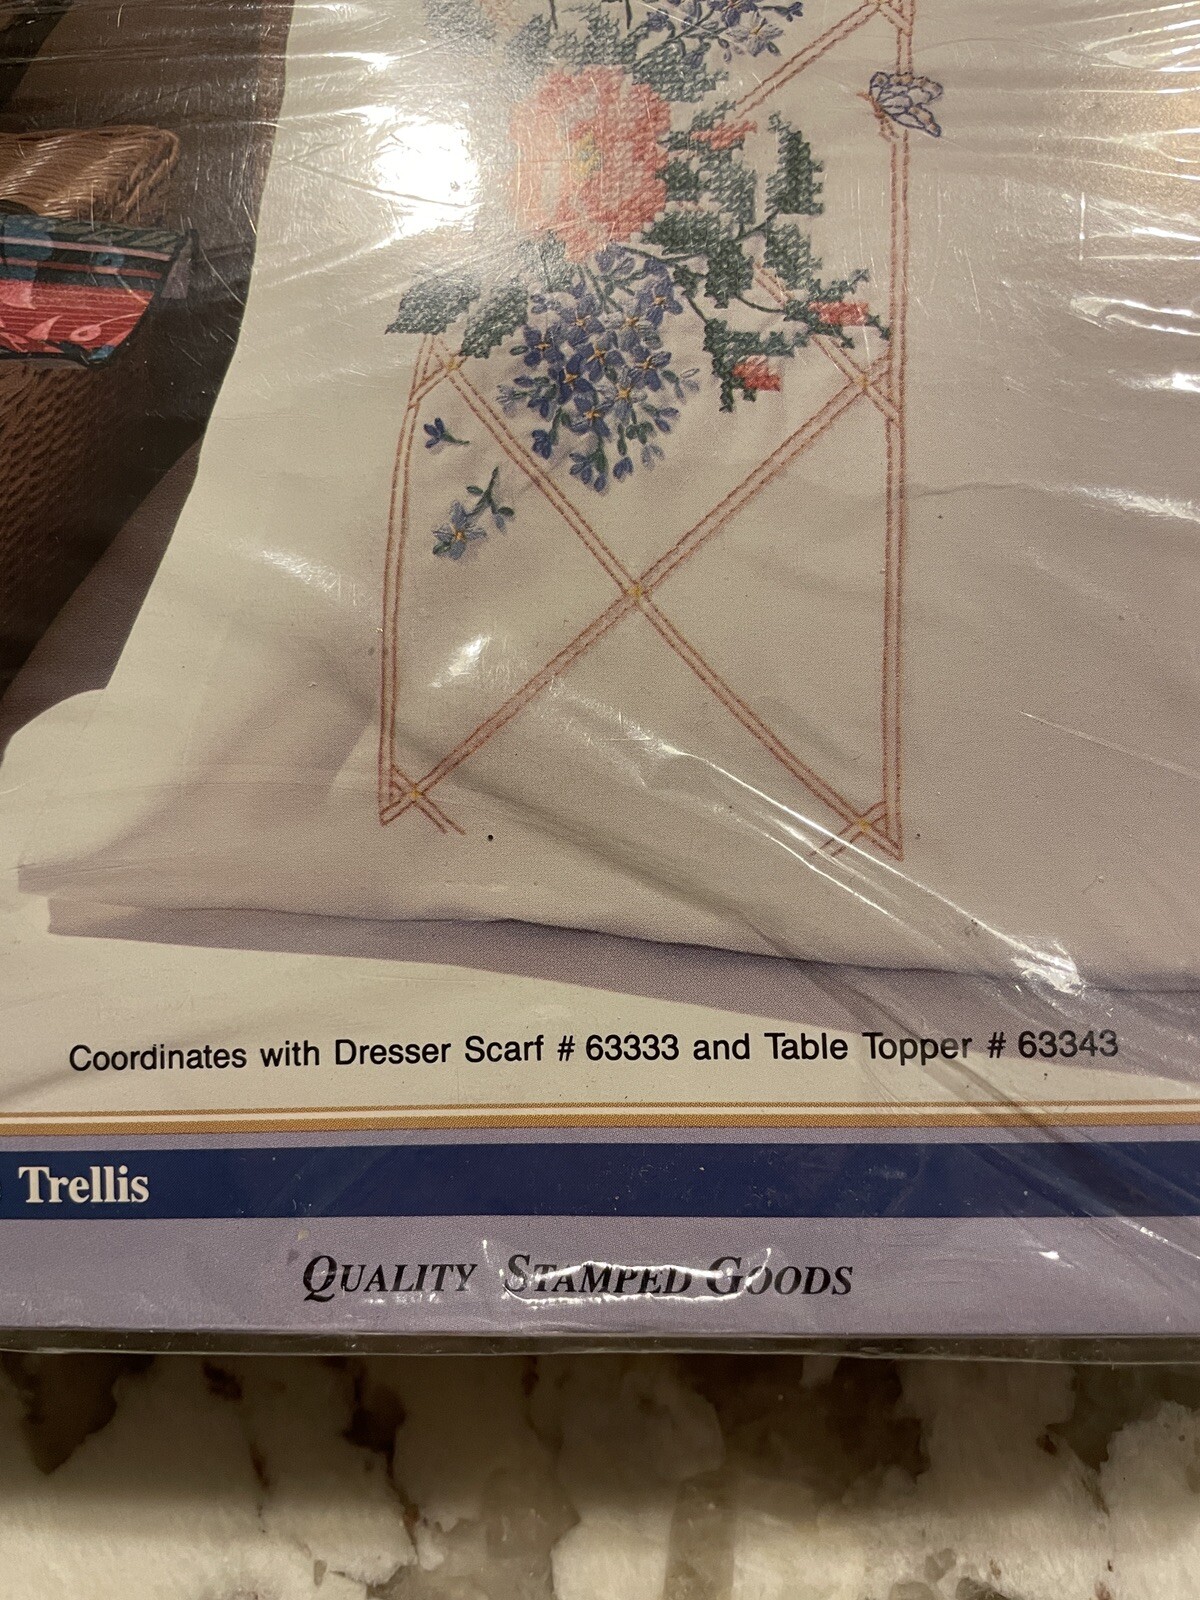 Coordinates with Dresser Scarf # 63333 and Table Topper # 63343
Trellis
QUALITY STAMPED GOODS